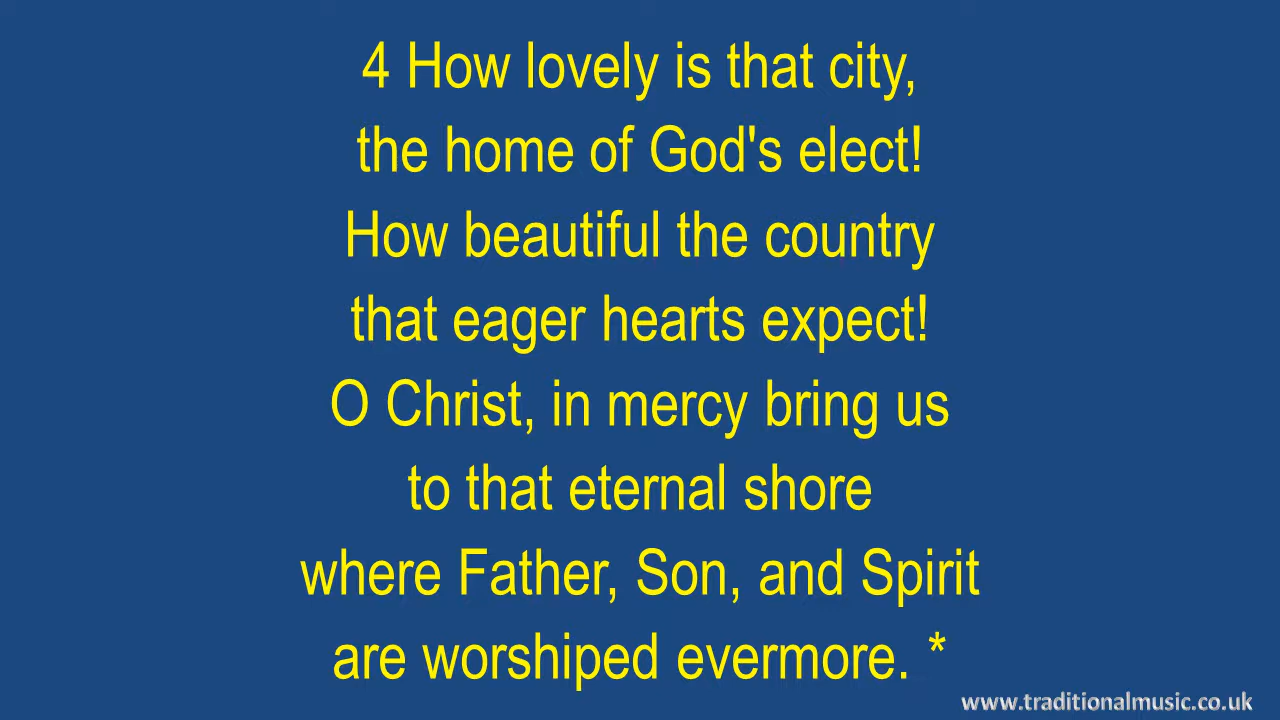 4 How lovely is that city,
the home of God's elect!
How beautiful the country
that eager hearts expect!
O Christ, in mercy bring us
to that eternal shore
where Father, Son, and Spirit
are worshiped evermore. *
www.traditionalmusic.co.uk